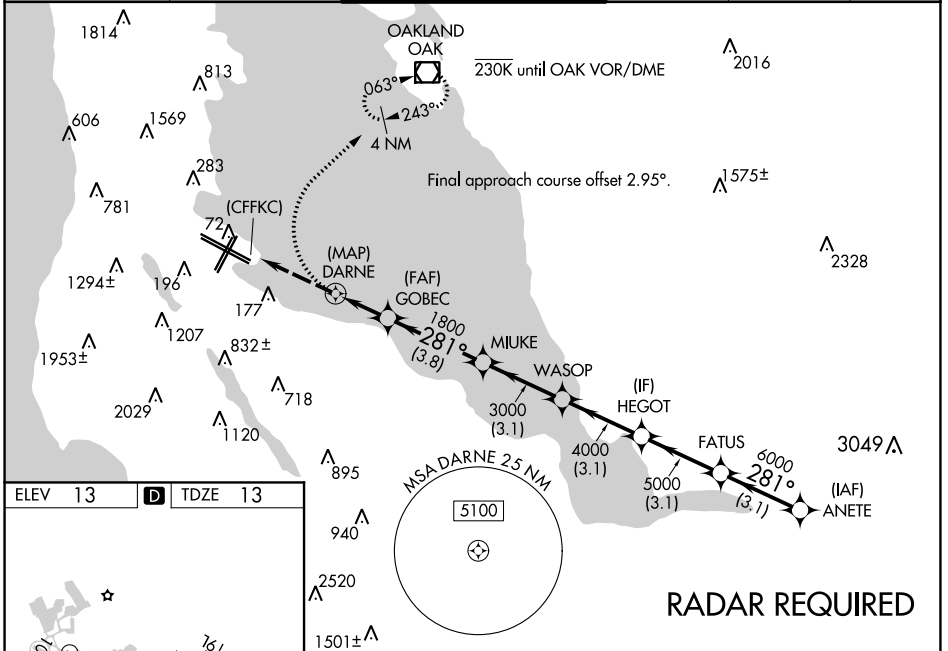 1814
OAKLAND
OAK
230K until OAK VOR/DME
2016
813
063°
243°
4 NM
606
1569
283
Final approach course offset 2.95°.
1575±
781
(CFFKC)
72
2328
(MAP)
DARNE
(FAF)
GOBEC
1294±
196
177
1800
281°
(3.8)
MIUKE
1207
1953±
832±
WASOP
(IF)
HEGOT
718
2029
3000
(3.1)
1120
4000
(3.1)
FATUS
3049
6000
281°
(3.1)
5000
(3.1)
(IAF)
ANETE
895
MSA DARNE 25 NM
5100
ELEV 13
D
TDZE 13
940
2520
RADAR REQUIRED
1501±